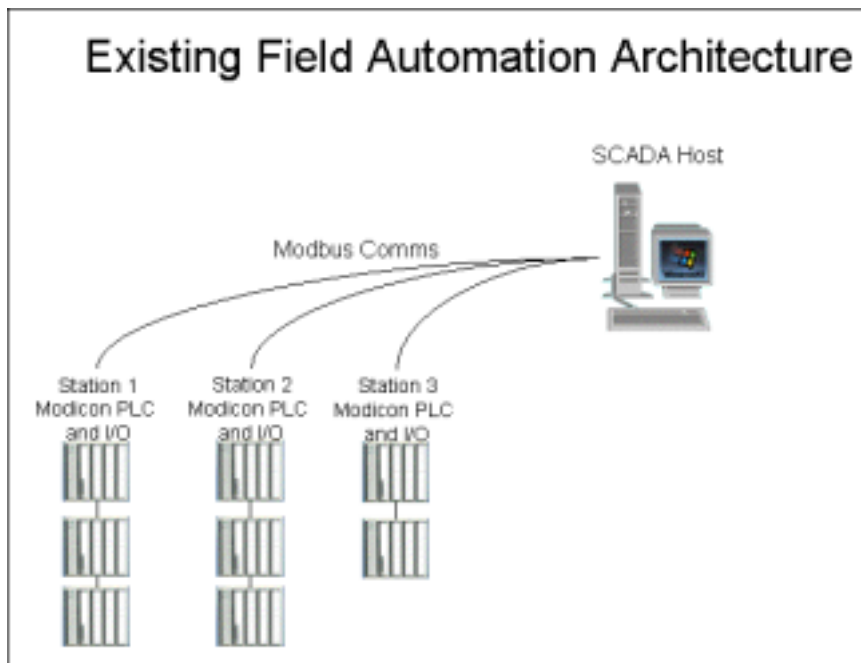 Existing Field Automation Architecture
SCADA Host
Modbus Comms
Station 1
Modicon PLC
and I/O
Station 2
Modicon PLC
and I/O
Station 3
Modicon PLC
and I/O